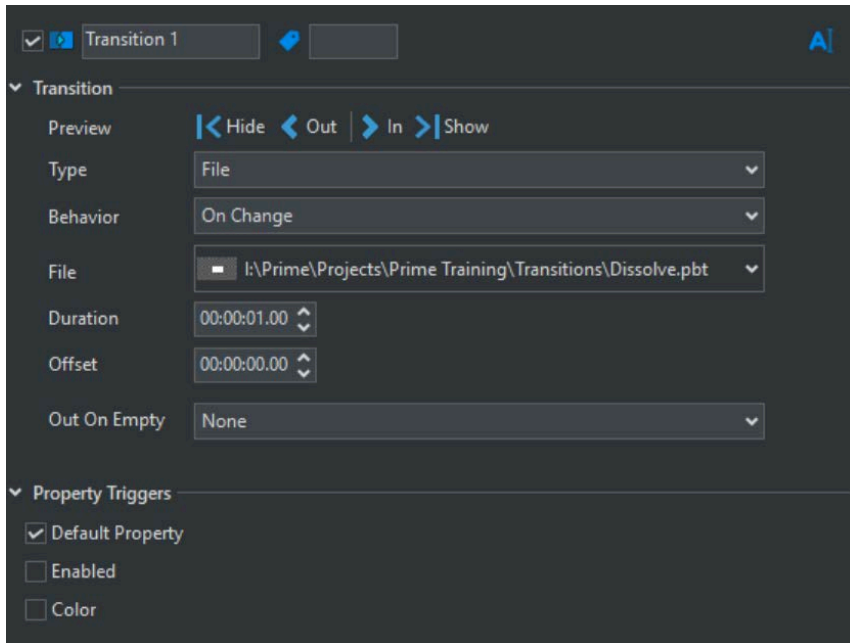 Transition 1
Transition
Preview Hide Out In Show
Type File
Behavior On Change
File I:\Prime\Projects\Prime Training\Transitions\Dissolve.pbt
Duration 00:00:01.00
Offset 00:00:00.00
Out On Empty None
Property Triggers
Default Property
Enabled
Color